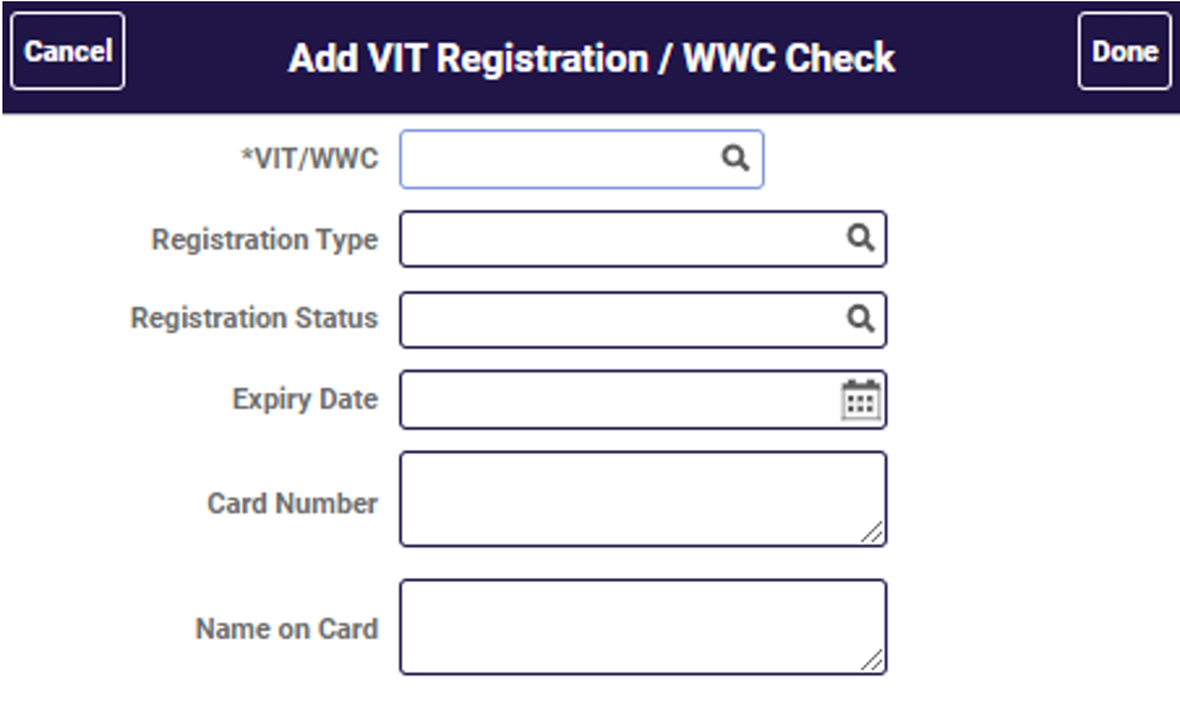 Cancel
Add VIT Registration / WWC Check
Done
*VIT/WWC
Registration Type
Registration Status
Expiry Date
Card Number
Name on Card